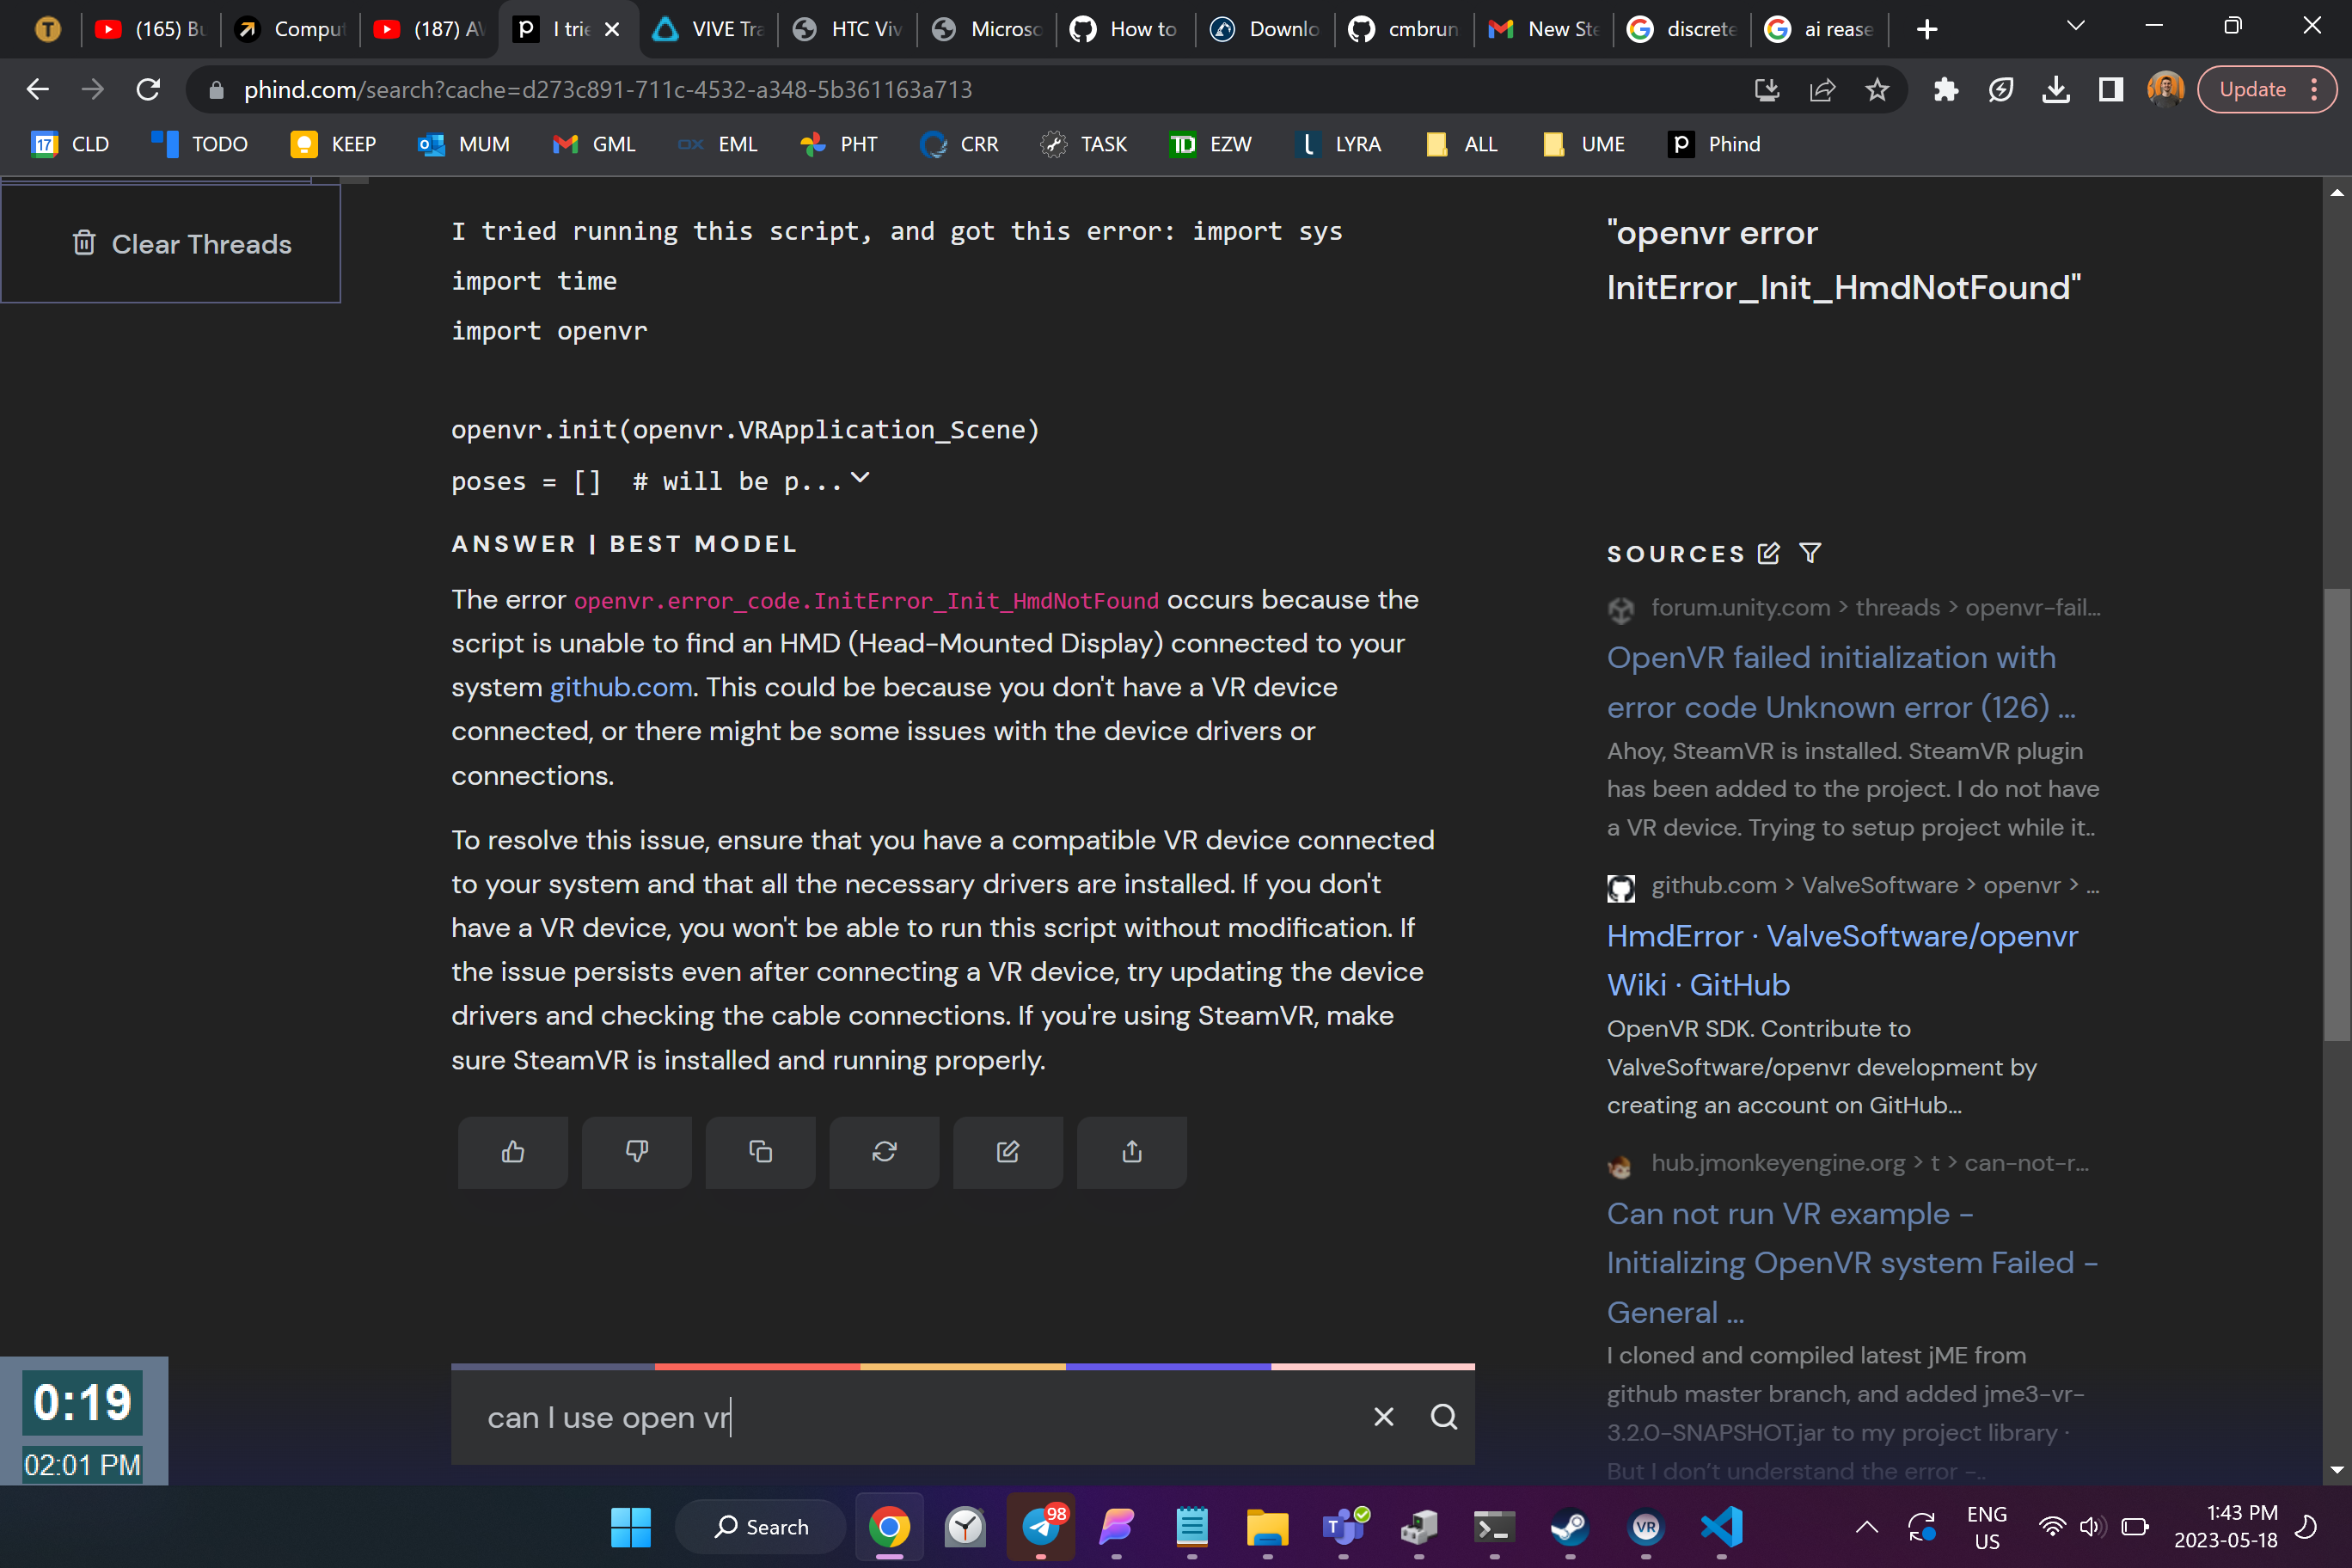 T
(165) Bu
Comput
(187) AV
p
I trie
VIVE Tra
HTC Viv
Microso
How to
Downlo
cmbrun
New Ste
discrete
ai rease
phind.com/search?cache=d273c891-711c-4532-a348-5b361163a713
Update
17
CLD
TODO
KEEP
MUM
GML
DX
EML
PHT
CRR
TASK
TD
EZW
LYRA
ALL
UME
p
Phind
Clear Threads
I tried running this script, and got this error: import sys
import time
import openvr
openvr.init(openvr.VRApplication_Scene)
poses = []  # will be p...
ANSWER | BEST MODEL
The error openvr.error_code.InitError_Init_HmdNotFound occurs because the
script is unable to find an HMD (Head-Mounted Display) connected to your
system github.com. This could be because you don't have a VR device
connected, or there might be some issues with the device drivers or
connections.
To resolve this issue, ensure that you have a compatible VR device connected
to your system and that all the necessary drivers are installed. If you don't
have a VR device, you won't be able to run this script without modification. If
the issue persists even after connecting a VR device, try updating the device
drivers and checking the cable connections. If you're using SteamVR, make
sure SteamVR is installed and running properly.
can I use open vr
"openvr error
InitError_Init_HmdNotFound"
SOURCES
forum.unity.com > threads > openvr-fail...
OpenVR failed initialization with
error code Unknown error (126) ...
Ahoy, SteamVR is installed. SteamVR plugin
has been added to the project. I do not have
a VR device. Trying to setup project while it..
github.com > ValveSoftware > openvr > ...
HmdError · ValveSoftware/openvr
Wiki · GitHub
OpenVR SDK. Contribute to
ValveSoftware/openvr development by
creating an account on GitHub...
hub.jmonkeyengine.org > t > can-not-r...
Can not run VR example -
Initializing OpenVR system Failed -
General ...
I cloned and compiled latest jME from
github master branch, and added jme3-vr-
3.2.0-SNAPSHOT.jar to my project library ·
But I don't understand the error -..
0:19
02:01 PM
Search
98
T
VR
ENG
US
1:43 PM
2023-05-18